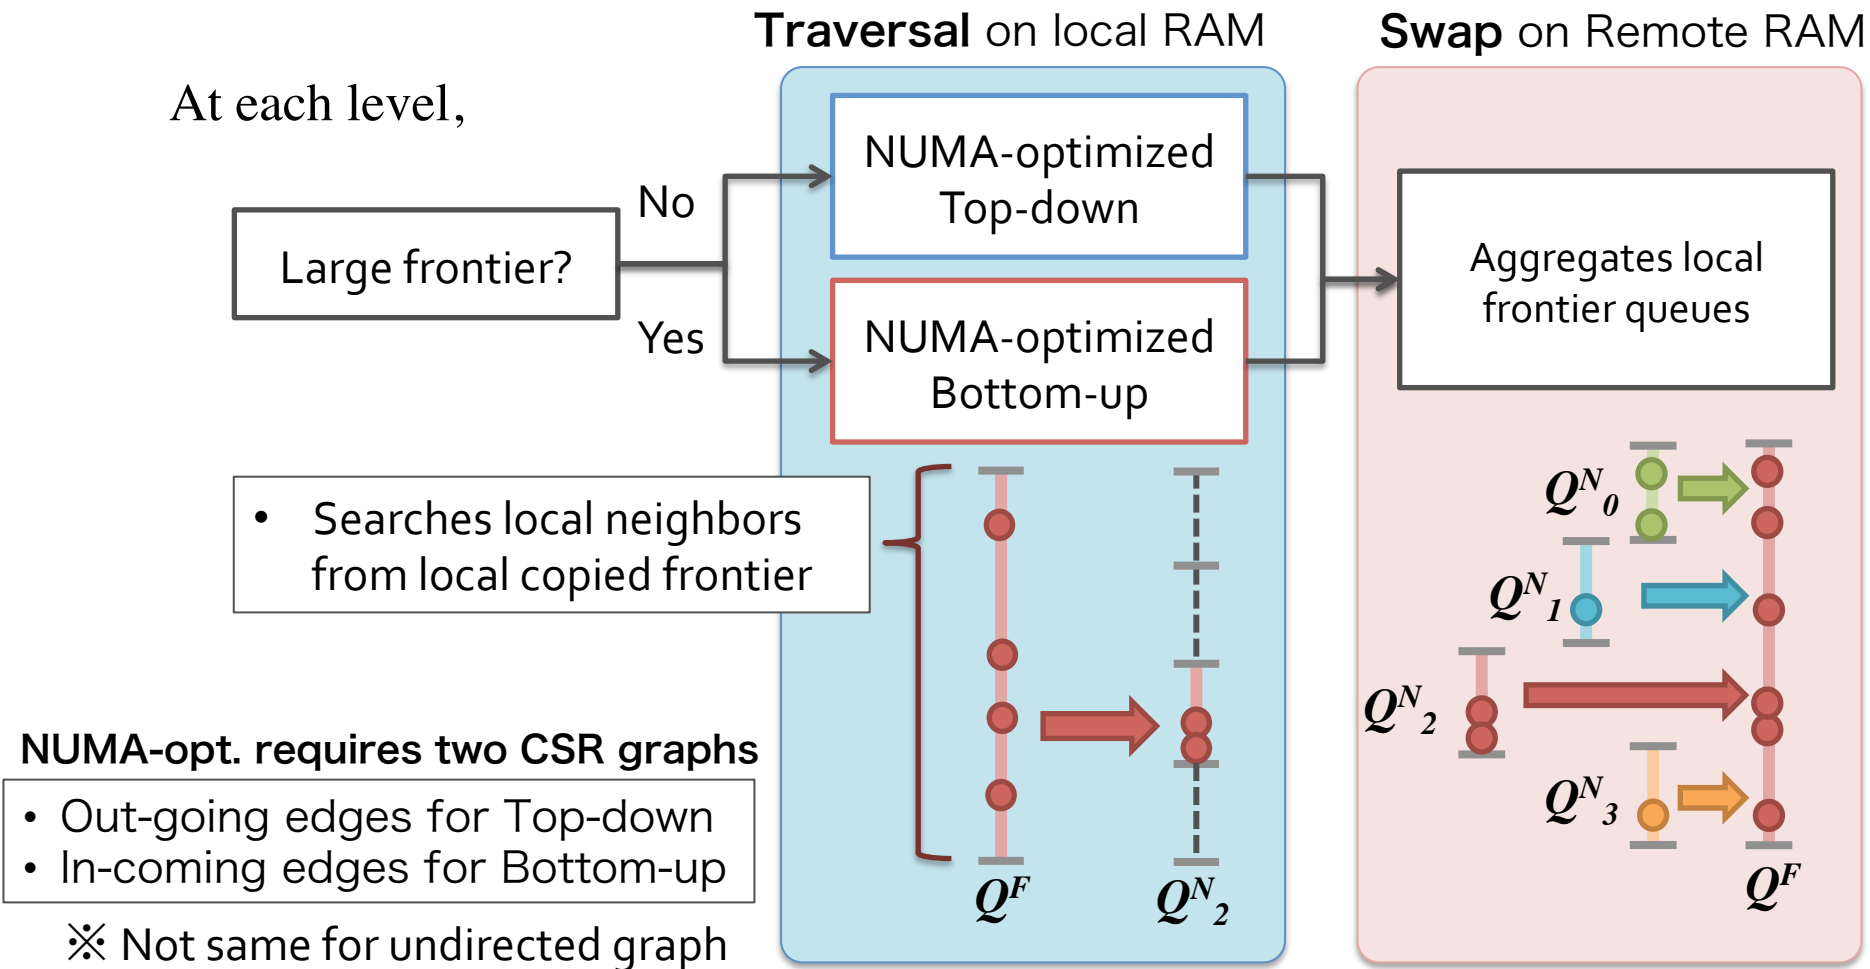 Traversal on local RAM
Swap on Remote RAM
At each level,
Large frontier?
No
Yes
NUMA-optimized
Top-down
NUMA-optimized
Bottom-up
Aggregates local
frontier queues
• Searches local neighbors
from local copied frontier
Q^F
Q^N_2
Q^N_0
Q^N_1
Q^N_2
Q^N_3
Q^F
NUMA-opt. requires two CSR graphs
• Out-going edges for Top-down
• In-coming edges for Bottom-up
※ Not same for undirected graph